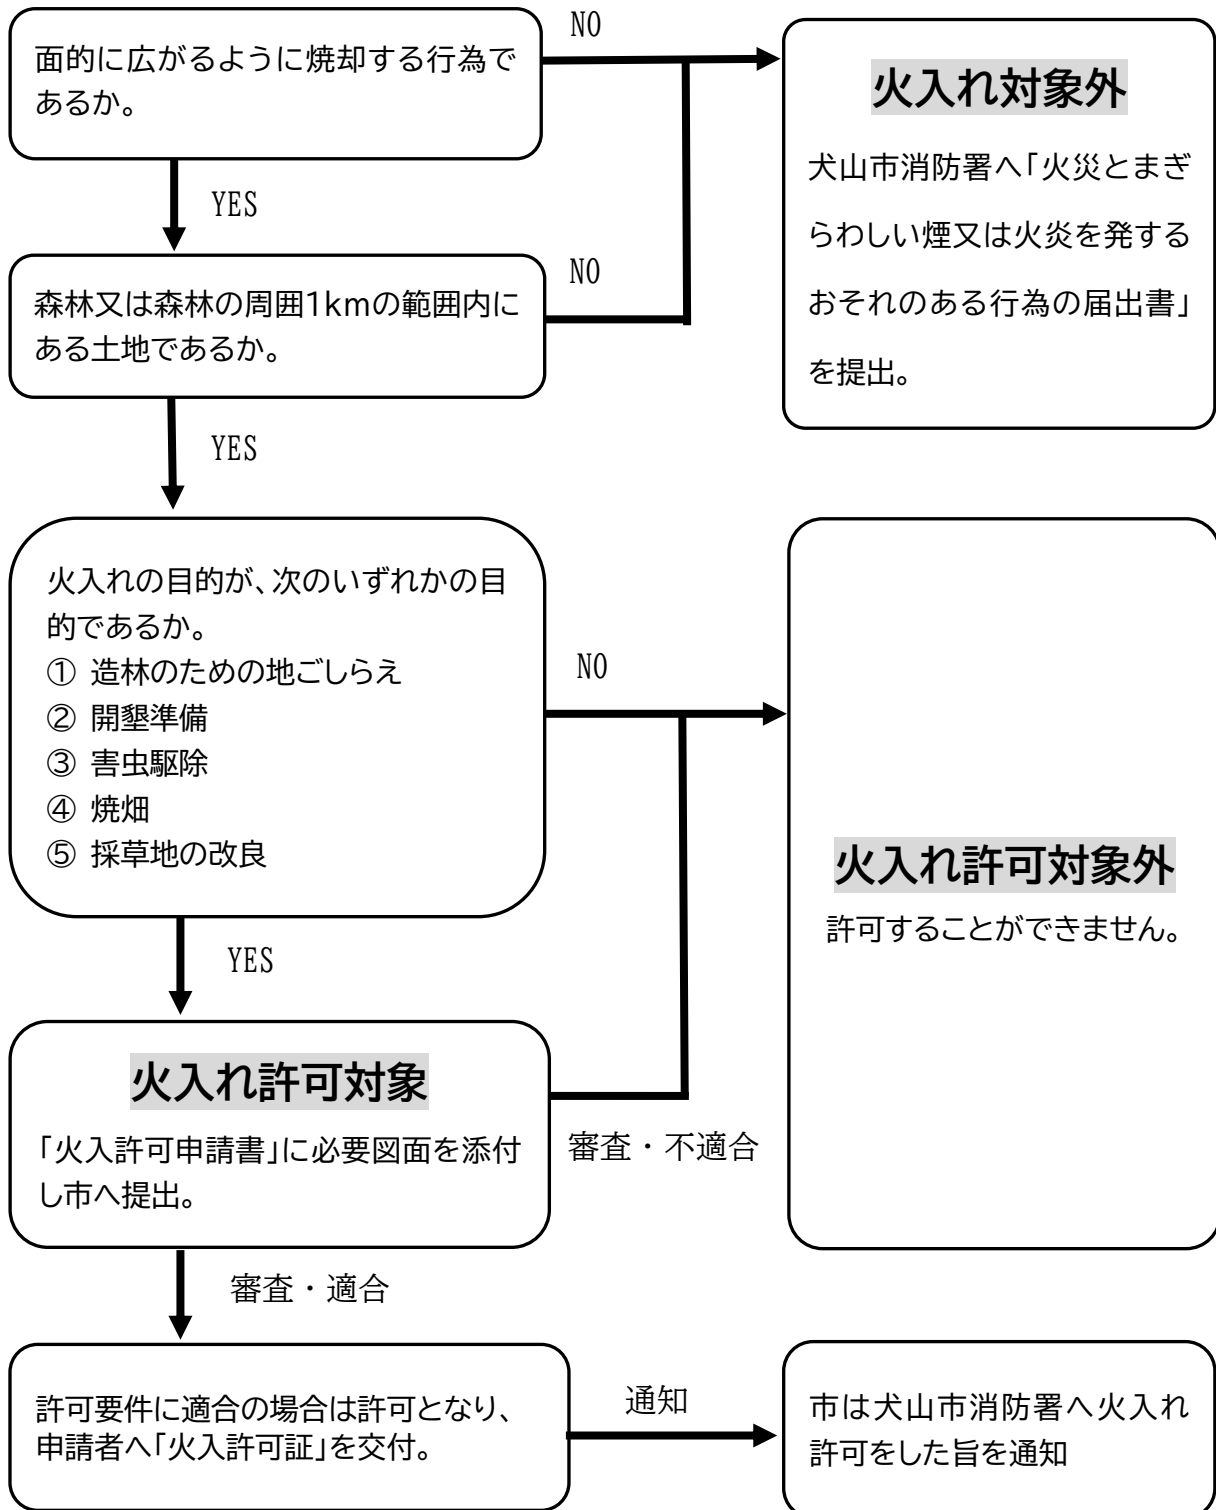 面的に広がるように焼却する行為で
あるか。
NO
火入れ対象外
犬山市消防署へ「火災とまぎ
らわしい煙又は火炎を発する
おそれのある行為の届出書」
を提出。
YES
森林又は森林の周囲1kmの範囲内に
ある土地であるか。
NO
YES
火入れの目的が、次のいずれかの目
的であるか。
① 造林のための地ごしらえ
② 開墾準備
③ 害虫駆除
④ 焼畑
⑤ 採草地の改良
NO
火入れ許可対象外
許可することができません。
YES
火入れ許可対象
「火入許可申請書」に必要図面を添付
し市へ提出。
審査・不適合
審査・適合
許可要件に適合の場合は許可となり、
申請者へ「火入許可証」を交付。
通知
市は犬山市消防署へ火入れ
許可をした旨を通知